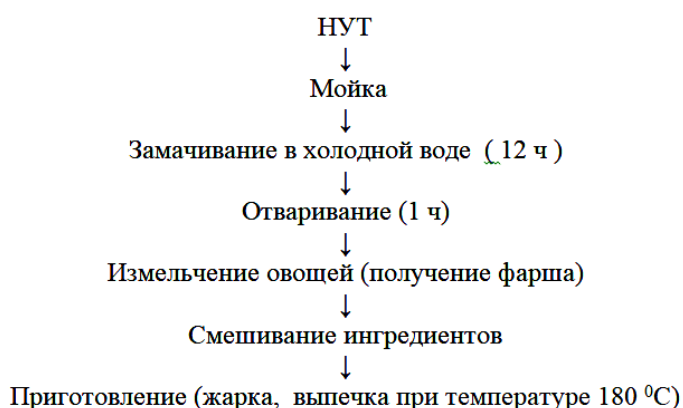 НУТ
↓
Мойка
↓
Замачивание в холодной воде ( 12 ч )
↓
Отваривание (1 ч)
↓
Измельчение овощей (получение фарша)
↓
Смешивание ингредиентов
↓
Приготовление (жарка, выпечка при температуре 180 ⁰С)